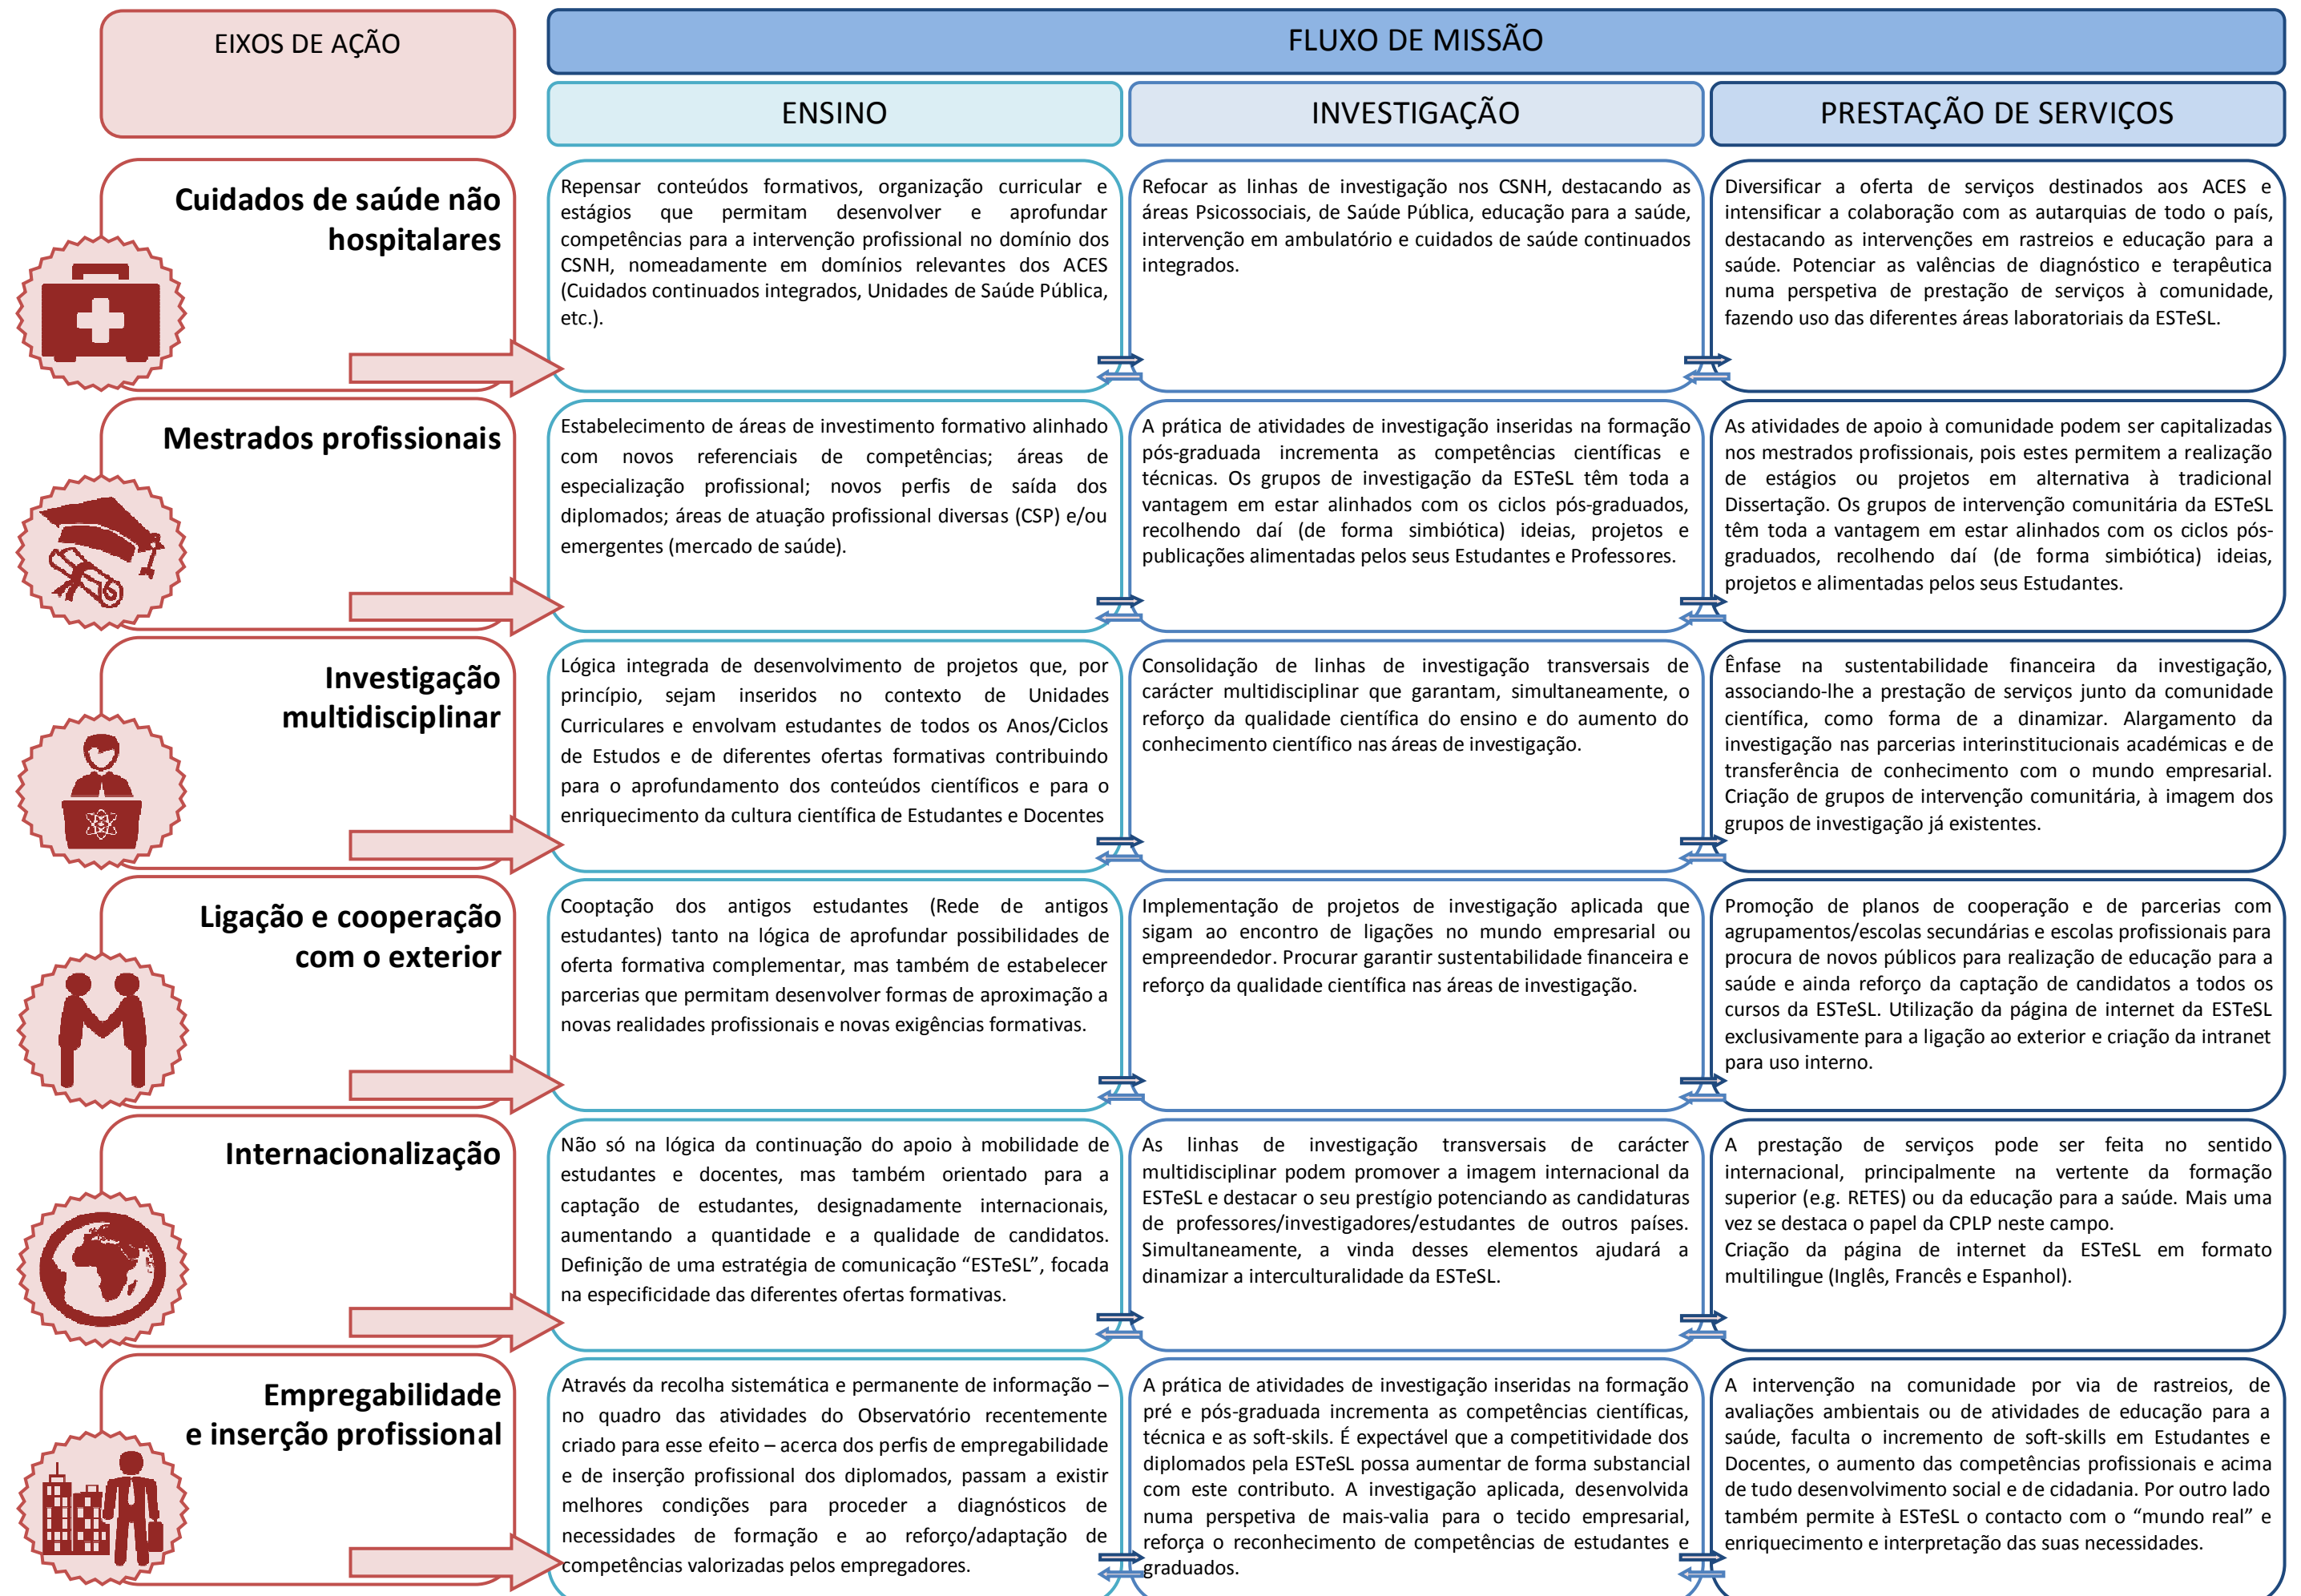 EIXOS DE AÇÃO
FLUXO DE MISSÃO
ENSINO
INVESTIGAÇÃO
PRESTAÇÃO DE SERVIÇOS
Cuidados de saúde não
hospitalares
Repensar conteúdos formativos, organização curricular e
estágios que permitam desenvolver e aprofundar
competências para a intervenção profissional no domínio dos
CSNH, nomeadamente em domínios relevantes dos ACES
(Cuidados continuados integrados, Unidades de Saúde Pública,
etc.).
Refocar as linhas de investigação nos CSNH, destacando as
áreas Psicossociais, de Saúde Pública, educação para a saúde,
intervenção em ambulatório e cuidados de saúde continuados
integrados.
Diversificar a oferta de serviços destinados aos ACES e
intensificar a colaboração com as autarquias de todo o país,
destacando as intervenções em rastreios e educação para a
saúde. Potenciar as valências de diagnóstico e terapêutica
numa perspetiva de prestação de serviços à comunidade,
fazendo uso das diferentes áreas laboratoriais da ESTeSL.
Mestrados profissionais
Estabelecimento de áreas de investimento formativo alinhado
com novos referenciais de competências; áreas de
especialização profissional; novos perfis de saída dos
diplomados; áreas de atuação profissional diversas (CSP) e/ou
emergentes (mercado de saúde).
A prática de atividades de investigação inseridas na formação
pós-graduada incrementa as competências científicas e
técnicas. Os grupos de investigação da ESTeSL têm toda a
vantagem em estar alinhados com os ciclos pós-graduados,
recolhendo daí (de forma simbiótica) ideias, projetos e
publicações alimentadas pelos seus Estudantes e Professores.
As atividades de apoio à comunidade podem ser capitalizadas
nos mestrados profissionais, pois estes permitem a realização
de estágios ou projetos em alternativa à tradicional
Dissertação. Os grupos de intervenção comunitária da ESTeSL
têm toda a vantagem em estar alinhados com os ciclos pós-
graduados, recolhendo daí (de forma simbiótica) ideias,
projetos e alimentadas pelos seus Estudantes.
Investigação
multidisciplinar
Lógica integrada de desenvolvimento de projetos que, por
princípio, sejam inseridos no contexto de Unidades
Curriculares e envolvam estudantes de todos os Anos/Ciclos
de Estudos e de diferentes ofertas formativas contribuindo
para o aprofundamento dos conteúdos científicos e para o
enriquecimento da cultura científica de Estudantes e Docentes
Consolidação de linhas de investigação transversais de
carácter multidisciplinar que garantam, simultaneamente, o
reforço da qualidade científica do ensino e do aumento do
conhecimento científico nas áreas de investigação.
Ênfase na sustentabilidade financeira da investigação,
associando-lhe a prestação de serviços junto da comunidade
científica, como forma de a dinamizar. Alargamento da
investigação nas parcerias interinstitucionais académicas e de
transferência de conhecimento com o mundo empresarial.
Criação de grupos de intervenção comunitária, à imagem dos
grupos de investigação já existentes.
Ligação e cooperação
com o exterior
Cooptação dos antigos estudantes (Rede de antigos
estudantes) tanto na lógica de aprofundar possibilidades de
oferta formativa complementar, mas também de estabelecer
parcerias que permitam desenvolver formas de aproximação a
novas realidades profissionais e novas exigências formativas.
Implementação de projetos de investigação aplicada que
sigam ao encontro de ligações no mundo empresarial ou
empreendedor. Procurar garantir sustentabilidade financeira e
reforço da qualidade científica nas áreas de investigação.
Promoção de planos de cooperação e de parcerias com
agrupamentos/escolas secundárias e escolas profissionais para
procura de novos públicos para realização de educação para a
saúde e ainda reforço da captação de candidatos a todos os
cursos da ESTeSL. Utilização da página de internet da ESTeSL
exclusivamente para a ligação ao exterior e criação da intranet
para uso interno.
Internacionalização
Não só na lógica da continuação do apoio à mobilidade de
estudantes e docentes, mas também orientado para a
captação de estudantes, designadamente internacionais,
aumentando a quantidade e a qualidade de candidatos.
Definição de uma estratégia de comunicação “ESTeSL”, focada
na especificidade das diferentes ofertas formativas.
As linhas de investigação transversais de carácter
multidisciplinar podem promover a imagem internacional da
ESTeSL e destacar o seu prestígio potenciando as candidaturas
de professores/investigadores/estudantes de outros países.
Simultaneamente, a vinda desses elementos ajudará a
dinamizar a interculturalidade da ESTeSL.
A prestação de serviços pode ser feita no sentido
internacional, principalmente na vertente da formação
superior (e.g. RETES) ou da educação para a saúde. Mais uma
vez se destaca o papel da CPLP neste campo.
Criação da página de internet da ESTeSL em formato
multilingue (Inglês, Francês e Espanhol).
Empregabilidade
e inserção profissional
Através da recolha sistemática e permanente de informação –
no quadro das atividades do Observatório recentemente
criado para esse efeito – acerca dos perfis de empregabilidade
e de inserção profissional dos diplomados, passam a existir
melhores condições para proceder a diagnósticos de
necessidades de formação e ao reforço/adaptação de
competências valorizadas pelos empregadores.
A prática de atividades de investigação inseridas na formação
pré e pós-graduada incrementa as competências científicas,
técnica e as soft-skils. É expectável que a competitividade dos
diplomados pela ESTeSL possa aumentar de forma substancial
com este contributo. A investigação aplicada, desenvolvida
numa perspetiva de mais-valia para o tecido empresarial,
reforça o reconhecimento de competências de estudantes e
graduados.
A intervenção na comunidade por via de rastreios, de
avaliações ambientais ou de atividades de educação para a
saúde, faculta o incremento de soft-skills em Estudantes e
Docentes, o aumento das competências profissionais e acima
de tudo desenvolvimento social e de cidadania. Por outro lado
também permite à ESTeSL o contacto com o “mundo real” e
enriquecimento e interpretação das suas necessidades.